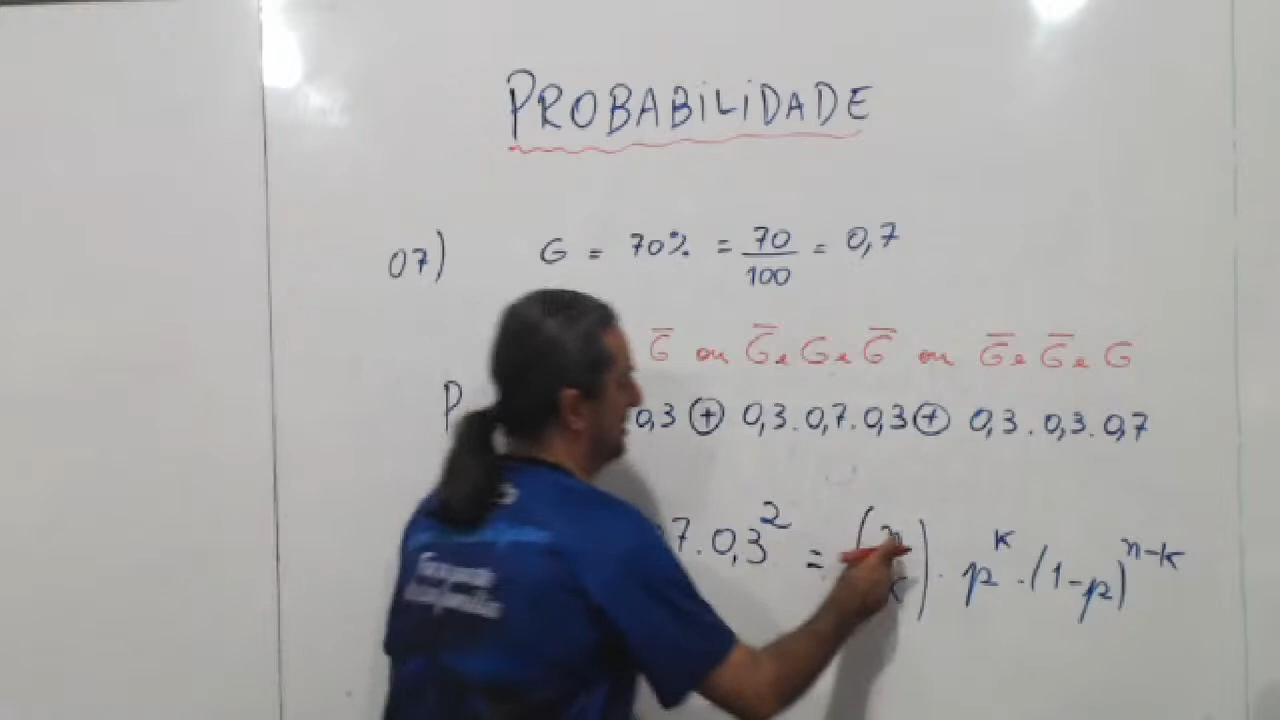 PROBABILIDADE
07) G = 70% = 70/100 = 0,7
G̅ ou G̅ e G e G̅ ou G̅ e G̅ e G
P 0,3 ⊕ 0,3 . 0,7 . 0,3 ⊕ 0,3 . 0,3 . 0,7
7 . 0,3² = (n k) . p^k . (1-p)^n-k